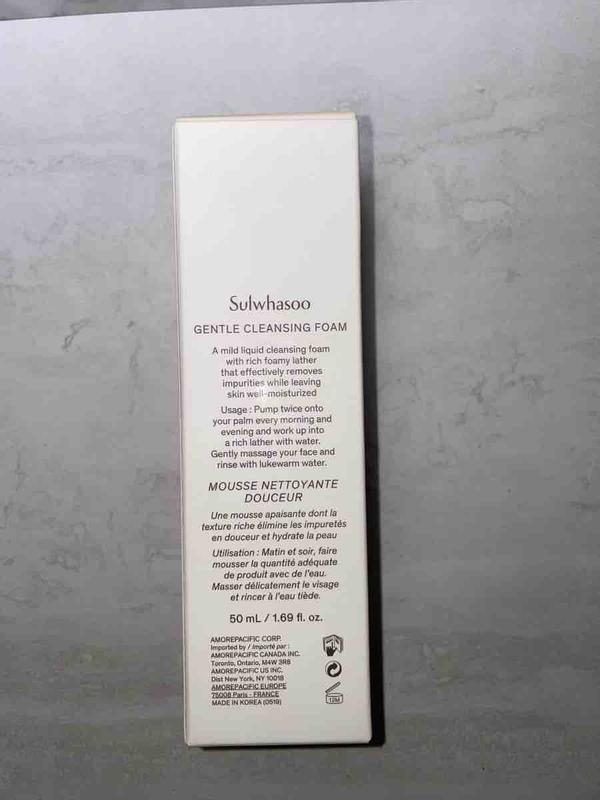 Sulwhasoo
GENTLE CLEANSING FOAM
A mild liquid cleansing foam
with rich foamy lather
that effectively removes
impurities while leaving
skin well-moisturized
Usage : Pump twice onto
your palm every morning and
evening and work up into
a rich lather with water.
Gently massage your face and
rinse with lukewarm water.
MOUSSE NETTOYANTE
DOUCEUR
Une mousse apaisante dont la
texture riche élimine les impuretés
en douceur et hydrate la peau
Utilisation : Matin et soir, faire
mousser la quantité adéquate
de produit avec de l'eau.
Masser délicatement le visage
et rincer à l'eau tiède.
50 mL / 1.69 fl. oz.
AMOREPACIFIC CORP.
Imported by / Importé par :
AMOREPACIFIC CANADA INC.
Toronto, Ontario, M4W 3R8
AMOREPACIFIC US INC.
Dist New York, NY 10018
AMOREPACIFIC EUROPE
75008 Paris - FRANCE
MADE IN KOREA (0519)
12M